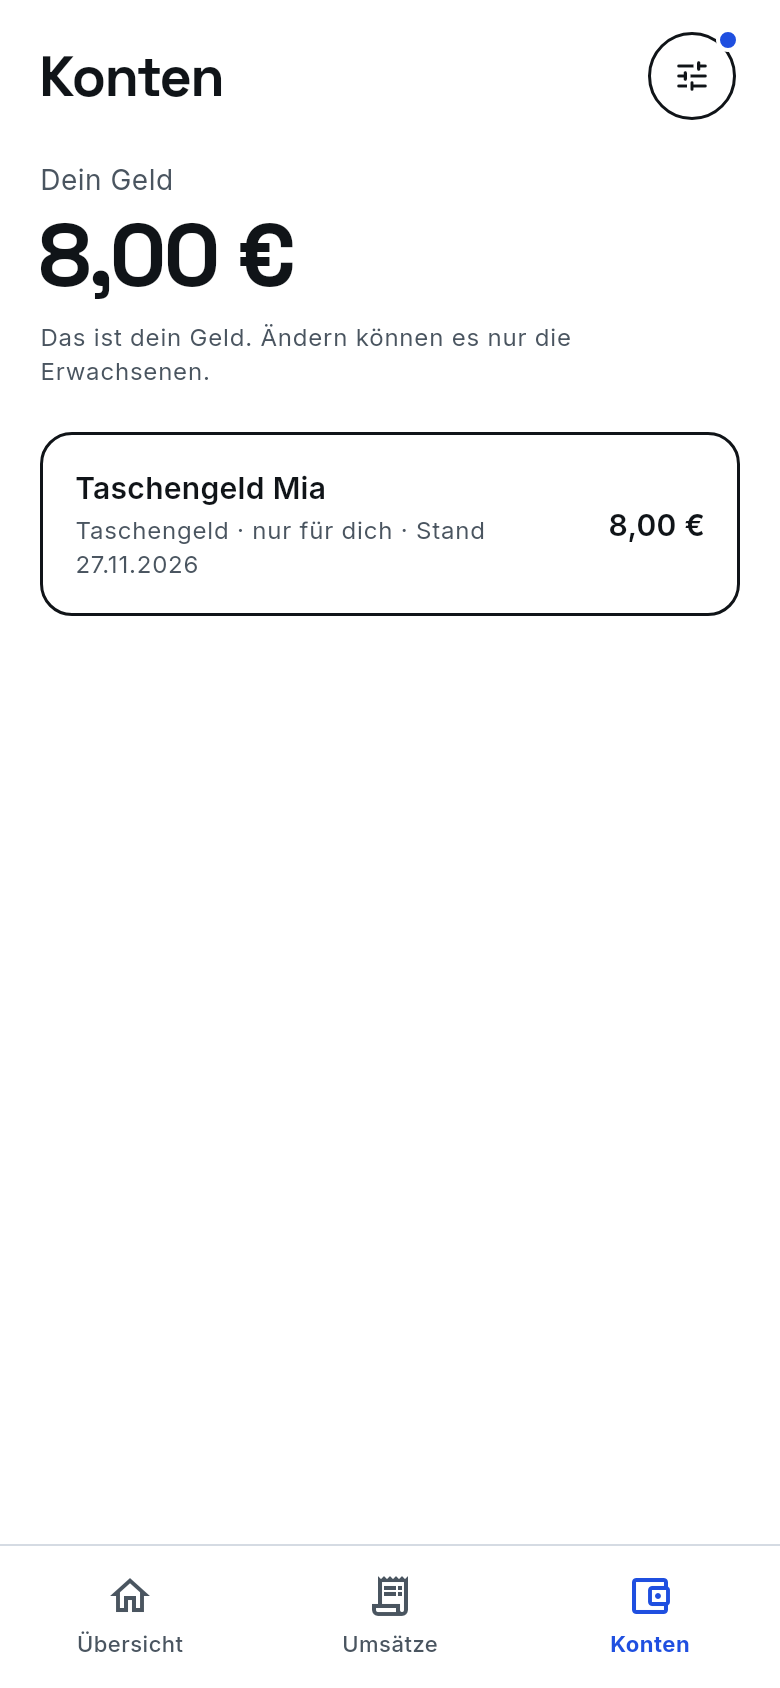 Konten
Dein Geld
8,00 €
Das ist dein Geld. Ändern können es nur die
Erwachsenen.
Taschengeld Mia
Taschengeld · nur für dich · Stand
27.11.2026
8,00 €
Übersicht
Umsätze
Konten